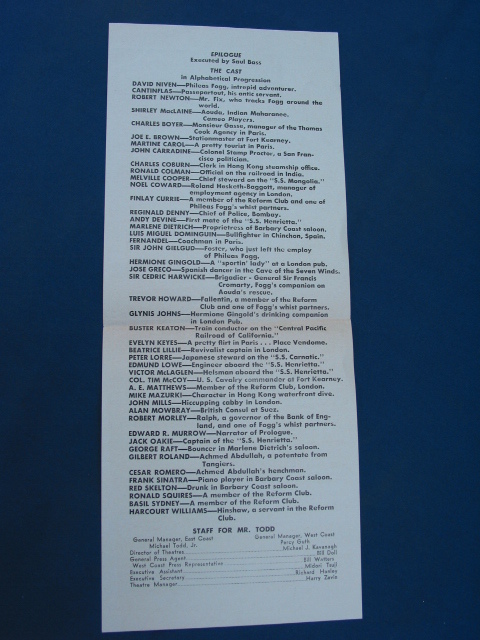 EPILOGUE
Executed by Saul Bass
THE CAST
in Alphabetical Progression
DAVID NIVEN—Phileas Fogg, intrepid adventurer.
CANTINFLAS—Passepartout, his antic servant.
ROBERT NEWTON—Mr. Fix, who tracks Fogg around the
world.
SHIRLEY MacLAINE—Aouda, Indian Maharanee.
Cameo Players.
CHARLES BOYER—Monsieur Gasse, manager of the Thomas
Cook Agency in Paris.
JOE E. BROWN—Stationmaster at Fort Kearney.
MARTINE CAROL—A pretty tourist in Paris.
JOHN CARRADINE—Colonel Stamp Proctor, a San Fran-
cisco politician.
CHARLES COBURN—Clerk in Hong Kong steamship office.
RONALD COLMAN—Official on the railroad in India.
MELVILLE COOPER—Chief steward on the "S.S. Mongolia."
NOEL COWARD—Roland Hesketh-Baggott, manager of
employment agency in London.
FINLAY CURRIE—A member of the Reform Club and one of
Phileas Fogg's whist partners.
REGINALD DENNY—Chief of Police, Bombay.
ANDY DEVINE—First mate of the "S.S. Henrietta."
MARLENE DIETRICH—Proprietress of Barbary Coast saloon.
LUIS MIGUEL DOMINGUIN—Bullfighter in Chinchon, Spain.
FERNANDEL—Coachman in Paris.
SIR JOHN GIELGUD—Foster, who just left the employ
of Phileas Fogg.
HERMIONE GINGOLD—A "sportin' lady" at a London pub.
JOSE GRECO—Spanish dancer in the Cave of the Seven Winds.
SIR CEDRIC HARWICKE—Brigadier - General Sir Francis
Cromarty, Fogg's companion on
Aouda's rescue.
TREVOR HOWARD—Fallentin, a member of the Reform
Club and one of Fogg's whist partners.
GLYNIS JOHNS—Hermione Gingold's drinking companion
in London Pub.
BUSTER KEATON—Train conductor on the "Central Pacific
Railroad of California."
EVELYN KEYES—A pretty flirt in Paris . . . Place Vendome.
BEATRICE LILLIE—Revivalist captain in London.
PETER LORRE—Japanese steward on the "S.S. Carnatic."
EDMUND LOWE—Engineer aboard the "S.S. Henrietta."
VICTOR McLAGLEN—Helsman aboard the "S.S. Henrietta."
COL. TIM McCOY—U. S. Cavalry commander at Fort Kearney.
A. E. MATTHEWS—Member of the Reform Club, London.
MIKE MAZURKI—Character in Hong Kong waterfront dive.
JOHN MILLS—Hiccupping cabby in London.
ALAN MOWBRAY—British Consul at Suez.
ROBERT MORLEY—Ralph, a governor of the Bank of Eng-
land, and one of Fogg's whist partners.
EDWARD R. MURROW—Narrator of Prologue.
JACK OAKIE—Captain of the "S.S. Henrietta."
GEORGE RAFT—Bouncer in Marlene Dietrich's saloon.
GILBERT ROLAND—Achmed Abdullah, a potentate from
Tangiers.
CESAR ROMERO—Achmed Abdullah's henchman.
FRANK SINATRA—Piano player in Barbary Coast saloon.
RED SKELTON—Drunk in Barbary Coast saloon.
RONALD SQUIRES—A member of the Reform Club.
BASIL SYDNEY—A member of the Reform Club.
HARCOURT WILLIAMS—Hinshaw, a servant in the Reform
Club.
STAFF FOR MR. TODD
General Manager, East Coast General Manager, West Coast
Michael Todd, Jr. Percy Guth
Director of Theatres Michael J. Kavanagh
General Press Agent Bill Doll
West Coast Press Representative Bill Watters
Executive Assistant Midori Tsuji
Executive Secretary Richard Hanley
Theatre Manager Harry Zevin